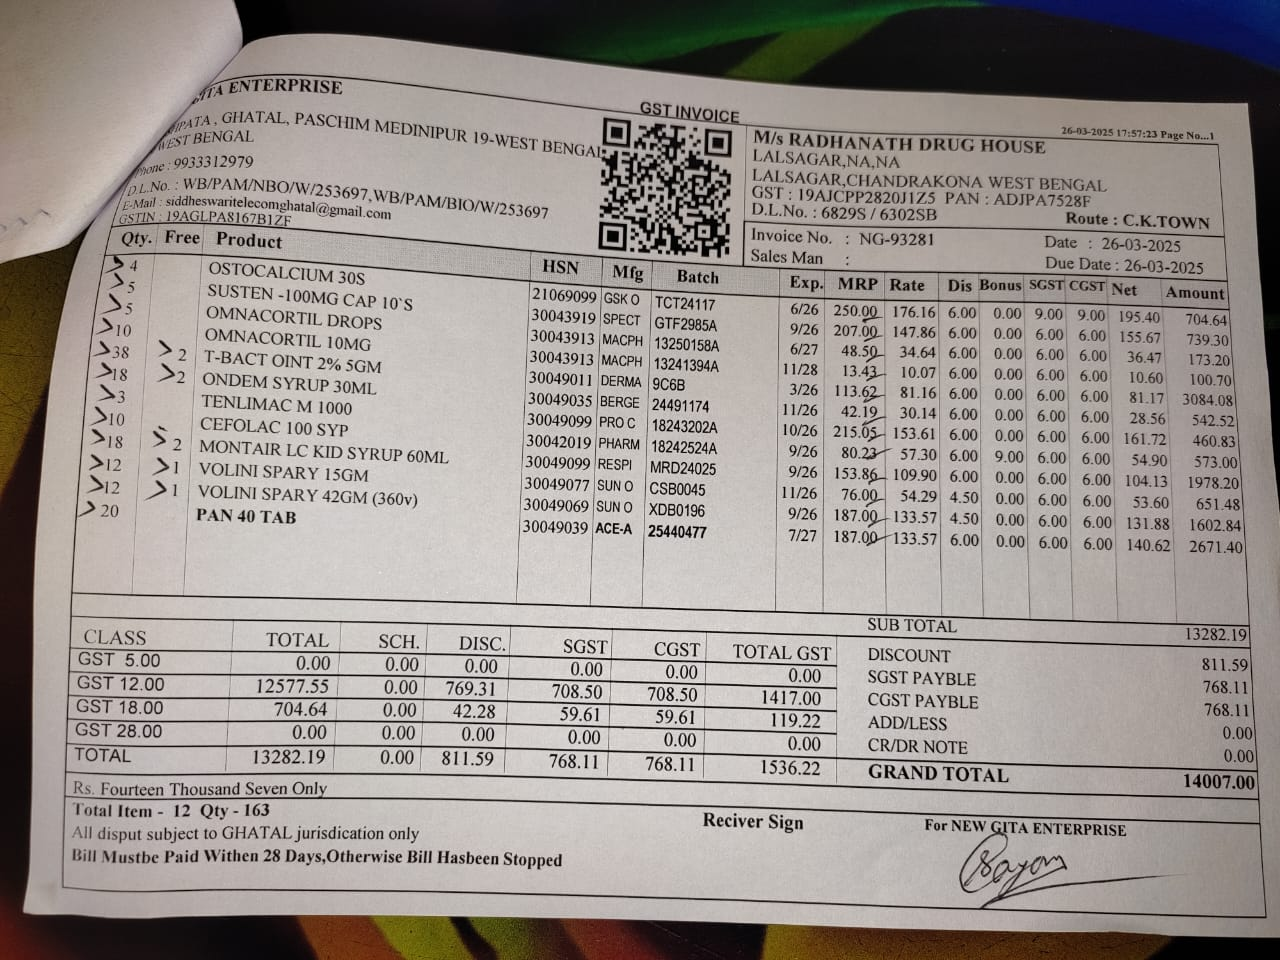 GITA ENTERPRISE
GHATAL, PASCHIM MEDINIPUR 19-WEST BENGAL
WEST BENGAL
Phone : 9933312979
D.L.No. : WB/PAM/NBO/W/253697,WB/PAM/BIO/W/253697
E-Mail : siddheswaritelecomghatal@gmail.com
GSTIN : 19AGLPA8167B1ZF
GST INVOICE
26-03-2025 17:57:23 Page No...1
M/s RADHANATH DRUG HOUSE
LALSAGAR,NA,NA
LALSAGAR,CHANDRAKONA WEST BENGAL
GST : 19AJCPP2820J1Z5 PAN : ADJPA7528F
D.L.No. : 6829S / 6302SB Route : C.K.TOWN
Invoice No. : NG-93281 Date : 26-03-2025
Sales Man : Due Date : 26-03-2025
Qty. Free Product HSN Mfg Batch Exp. MRP Rate Dis Bonus SGST CGST Net Amount
4 OSTOCALCIUM 30S 21069099 GSK O TCT24117 6/26 250.00 176.16 6.00 0.00 9.00 9.00 195.40 704.64
5 SUSTEN -100MG CAP 10`S 30043919 SPECT GTF2985A 9/26 207.00 147.86 6.00 0.00 6.00 6.00 155.67 739.30
5 OMNACORTIL DROPS 30043913 MACPH 13250158A 6/27 48.50 34.64 6.00 0.00 6.00 6.00 36.47 173.20
10 OMNACORTIL 10MG 30043913 MACPH 13241394A 11/28 13.43 10.07 6.00 0.00 6.00 6.00 10.60 100.70
38 2 T-BACT OINT 2% 5GM 30049011 DERMA 9C6B 3/26 113.62 81.16 6.00 0.00 6.00 6.00 81.17 3084.08
18 2 ONDEM SYRUP 30ML 30049035 BERGE 24491174 11/26 42.19 30.14 6.00 0.00 6.00 6.00 28.56 542.52
3 TENLIMAC M 1000 30049099 PRO C 18243202A 10/26 215.05 153.61 6.00 0.00 6.00 6.00 161.72 460.83
10 CEFOLAC 100 SYP 30042019 PHARM 18242524A 9/26 80.23 57.30 6.00 9.00 6.00 6.00 54.90 573.00
18 2 MONTAIR LC KID SYRUP 60ML 30049099 RESPI MRD24025 9/26 153.86 109.90 6.00 0.00 6.00 6.00 104.13 1978.20
12 1 VOLINI SPARY 15GM 30049077 SUN O CSB0045 11/26 76.00 54.29 4.50 0.00 6.00 6.00 53.60 651.48
12 1 VOLINI SPARY 42GM (360v) 30049069 SUN O XDB0196 9/26 187.00 133.57 4.50 0.00 6.00 6.00 131.88 1602.84
20 PAN 40 TAB 30049039 ACE-A 25440477 7/27 187.00 133.57 6.00 0.00 6.00 6.00 140.62 2671.40
CLASS TOTAL SCH. DISC. SGST CGST TOTAL GST
GST 5.00 0.00 0.00 0.00 0.00 0.00 0.00
GST 12.00 12577.55 0.00 769.31 708.50 708.50 1417.00
GST 18.00 704.64 0.00 42.28 59.61 59.61 119.22
GST 28.00 0.00 0.00 0.00 0.00 0.00 0.00
TOTAL 13282.19 0.00 811.59 768.11 768.11 1536.22
SUB TOTAL 13282.19
DISCOUNT 811.59
SGST PAYBLE 768.11
CGST PAYBLE 768.11
ADD/LESS 0.00
CR/DR NOTE 0.00
GRAND TOTAL 14007.00
Rs. Fourteen Thousand Seven Only
Total Item - 12 Qty - 163
All disput subject to GHATAL jurisdication only
Bill Mustbe Paid Withen 28 Days,Otherwise Bill Hasbeen Stopped
Reciver Sign
For NEW GITA ENTERPRISE
Sayon